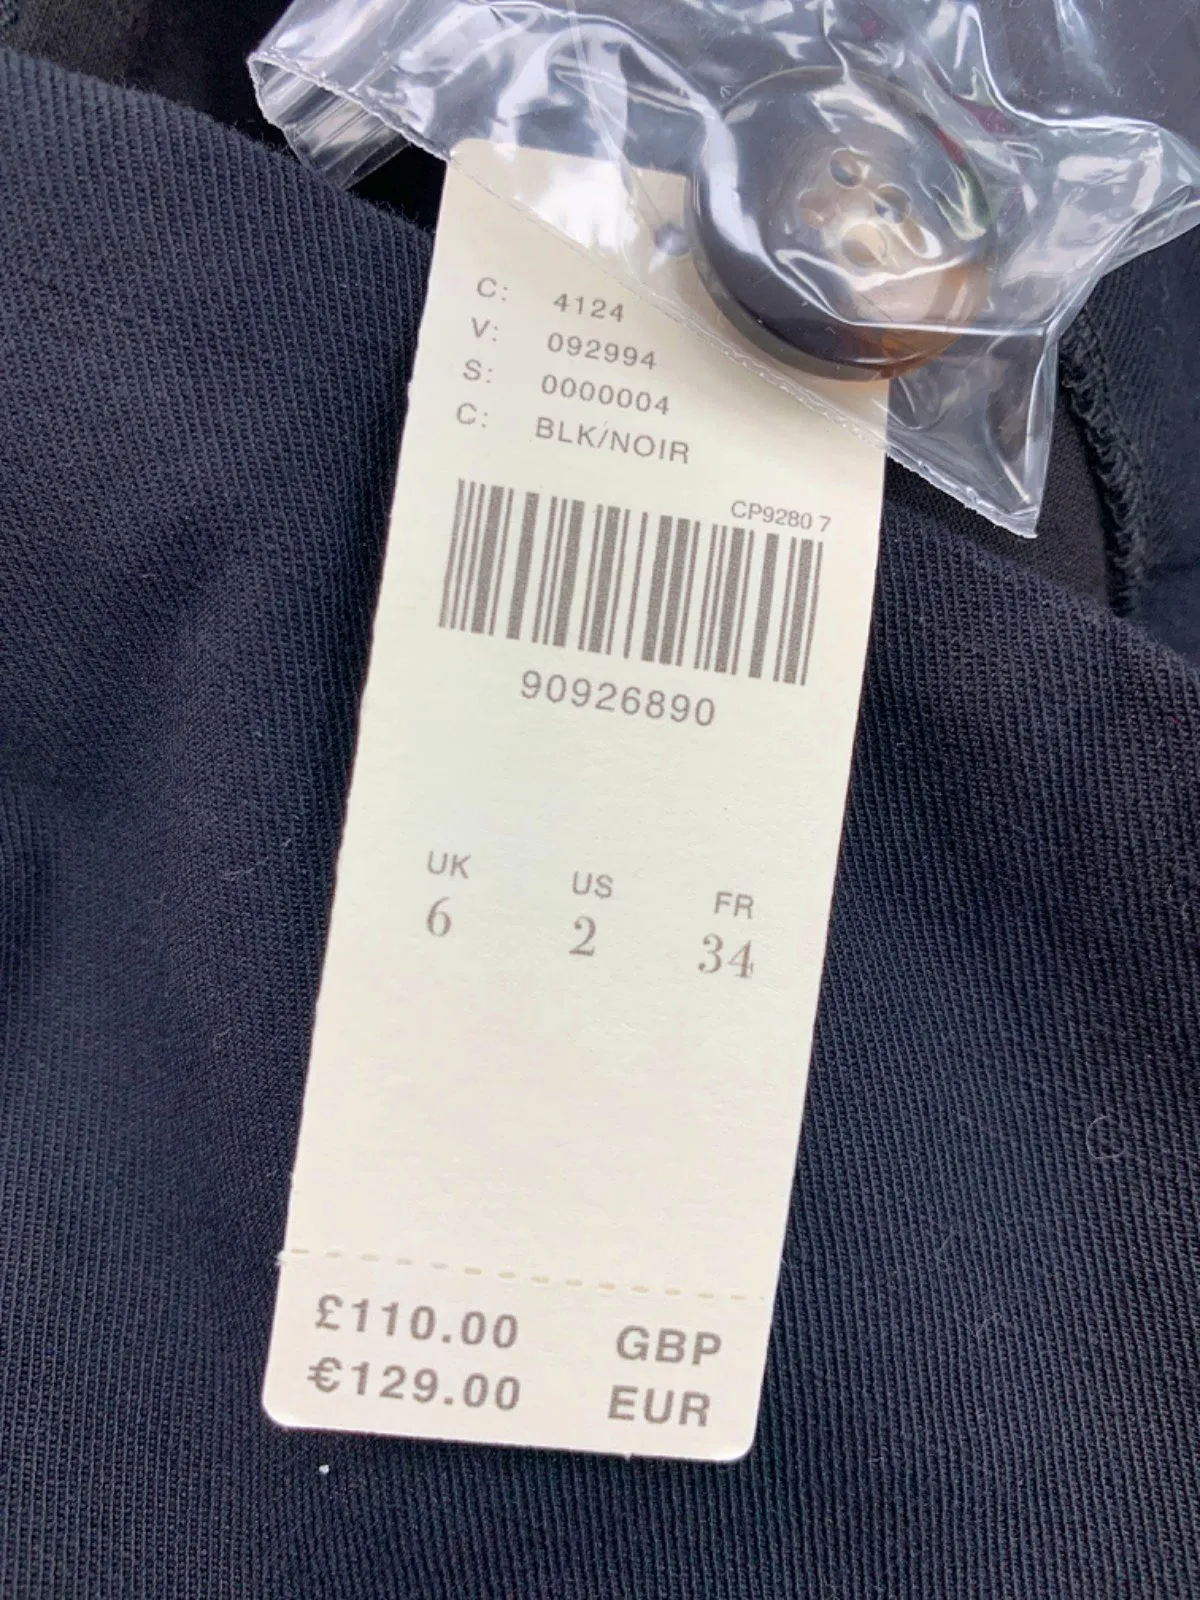 C: 4124
V: 092994
S: 0000004
C: BLK/NOIR
CP9280 7
90926890
UK US FR
6 2 34
£110.00 GBP
€129.00 EUR